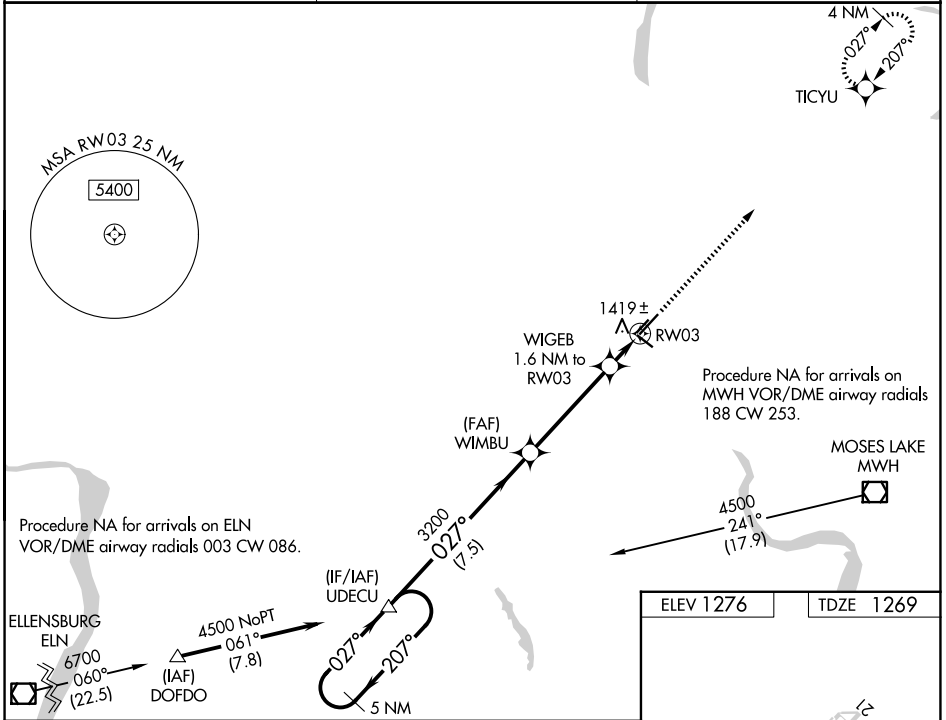 4 NM
027°
207°
TICYU
MSA RW03 25 NM
5400
1419±
RW03
WIGEB
1.6 NM to
RW03
Procedure NA for arrivals on
MWH VOR/DME airway radials
188 CW 253.
(FAF)
WIMBU
MOSES LAKE
MWH
4500
241°
(17.9)
3200
027°
(7.5)
Procedure NA for arrivals on ELN
VOR/DME airway radials 003 CW 086.
(IF/IAF)
UDECU
ELLENSBURG
ELN
6700
060°
(22.5)
4500 NoPT
061°
(7.8)
(IAF)
DOFDO
027°
207°
5 NM
ELEV 1276
TDZE 1269
21